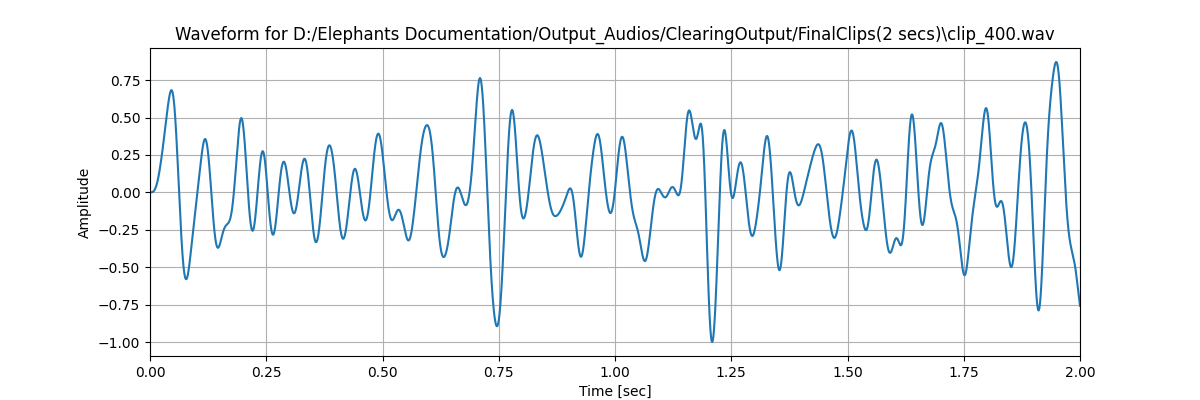 Waveform for D:/Elephants Documentation/Output_Audios/ClearingOutput/FinalClips(2 secs)\clip_400.wav
0.75
0.50
0.25
0.00
−0.25
−0.50
−0.75
−1.00
Amplitude
0.00 0.25 0.50 0.75 1.00 1.25 1.50 1.75 2.00
Time [sec]